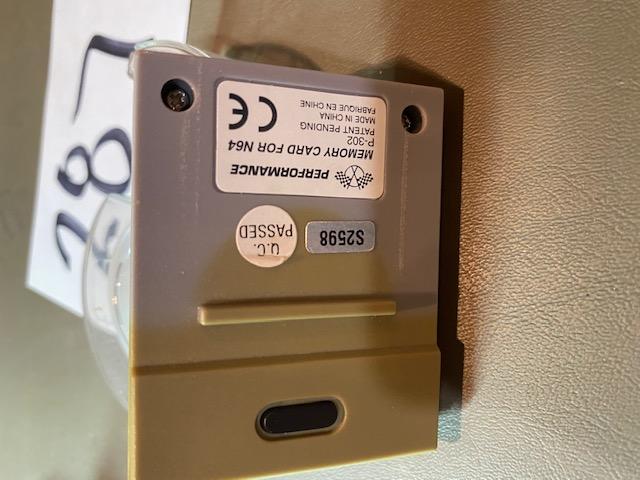 PERFORMANCE
MEMORY CARD FOR N64
P-302
PATENT PENDING
MADE IN CHINA
FABRIQUE EN CHINE
CE
S2598
Q.C.
PASSED